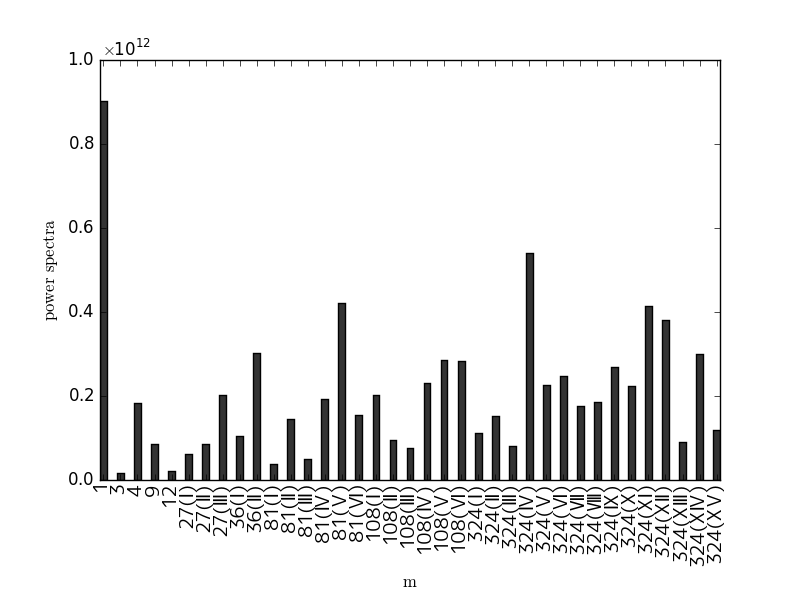 ×10¹²
1.0
0.8
0.6
0.4
0.2
0.0
power spectra
1
3
4
9
12
27(I)
27(II)
27(III)
36(I)
36(II)
81(I)
81(II)
81(III)
81(IV)
81(V)
81(VI)
108(I)
108(II)
108(III)
108(IV)
108(V)
108(VI)
324(I)
324(II)
324(III)
324(IV)
324(V)
324(VI)
324(VII)
324(VIII)
324(IX)
324(X)
324(XI)
324(XII)
324(XIII)
324(XIV)
324(XV)
m